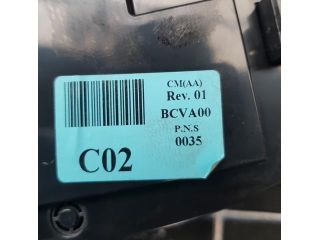 CM(AA)
Rev. 01
BCVA00
P.N.S
0035
C02